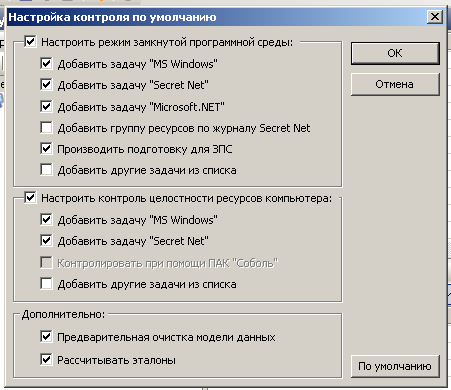 Настройка контроля по умолчанию
Настроить режим замкнутой программной среды:
Добавить задачу "MS Windows"
Добавить задачу "Secret Net"
Добавить задачу "Microsoft.NET"
Добавить группу ресурсов по журналу Secret Net
Производить подготовку для ЗПС
Добавить другие задачи из списка
Настроить контроль целостности ресурсов компьютера:
Добавить задачу "MS Windows"
Добавить задачу "Secret Net"
Контролировать при помощи ПАК "Соболь"
Добавить другие задачи из списка
Дополнительно:
Предварительная очистка модели данных
Рассчитывать эталоны
ОК
Отмена
По умолчанию